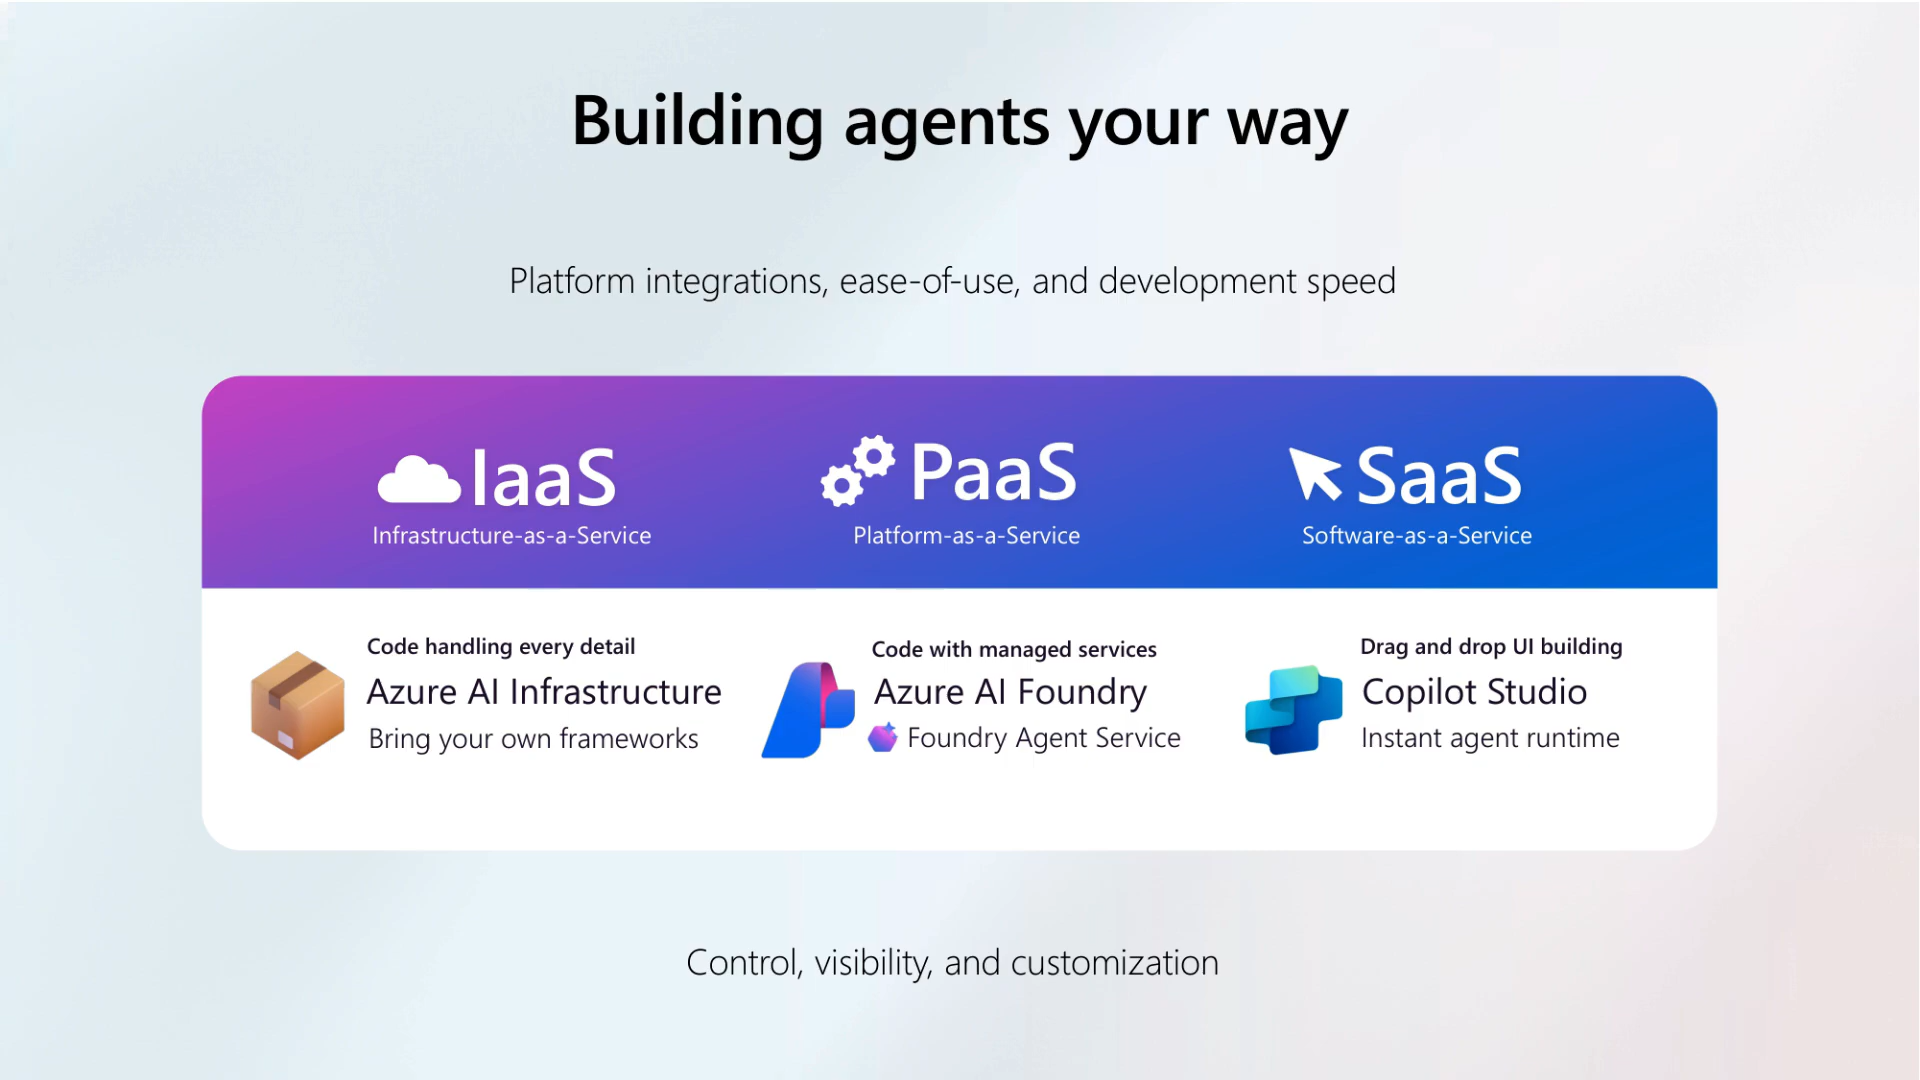 Building agents your way
Platform integrations, ease-of-use, and development speed
IaaS
Infrastructure-as-a-Service
PaaS
Platform-as-a-Service
SaaS
Software-as-a-Service
Code handling every detail
Azure AI Infrastructure
Bring your own frameworks
Code with managed services
Azure AI Foundry
Foundry Agent Service
Drag and drop UI building
Copilot Studio
Instant agent runtime
Control, visibility, and customization